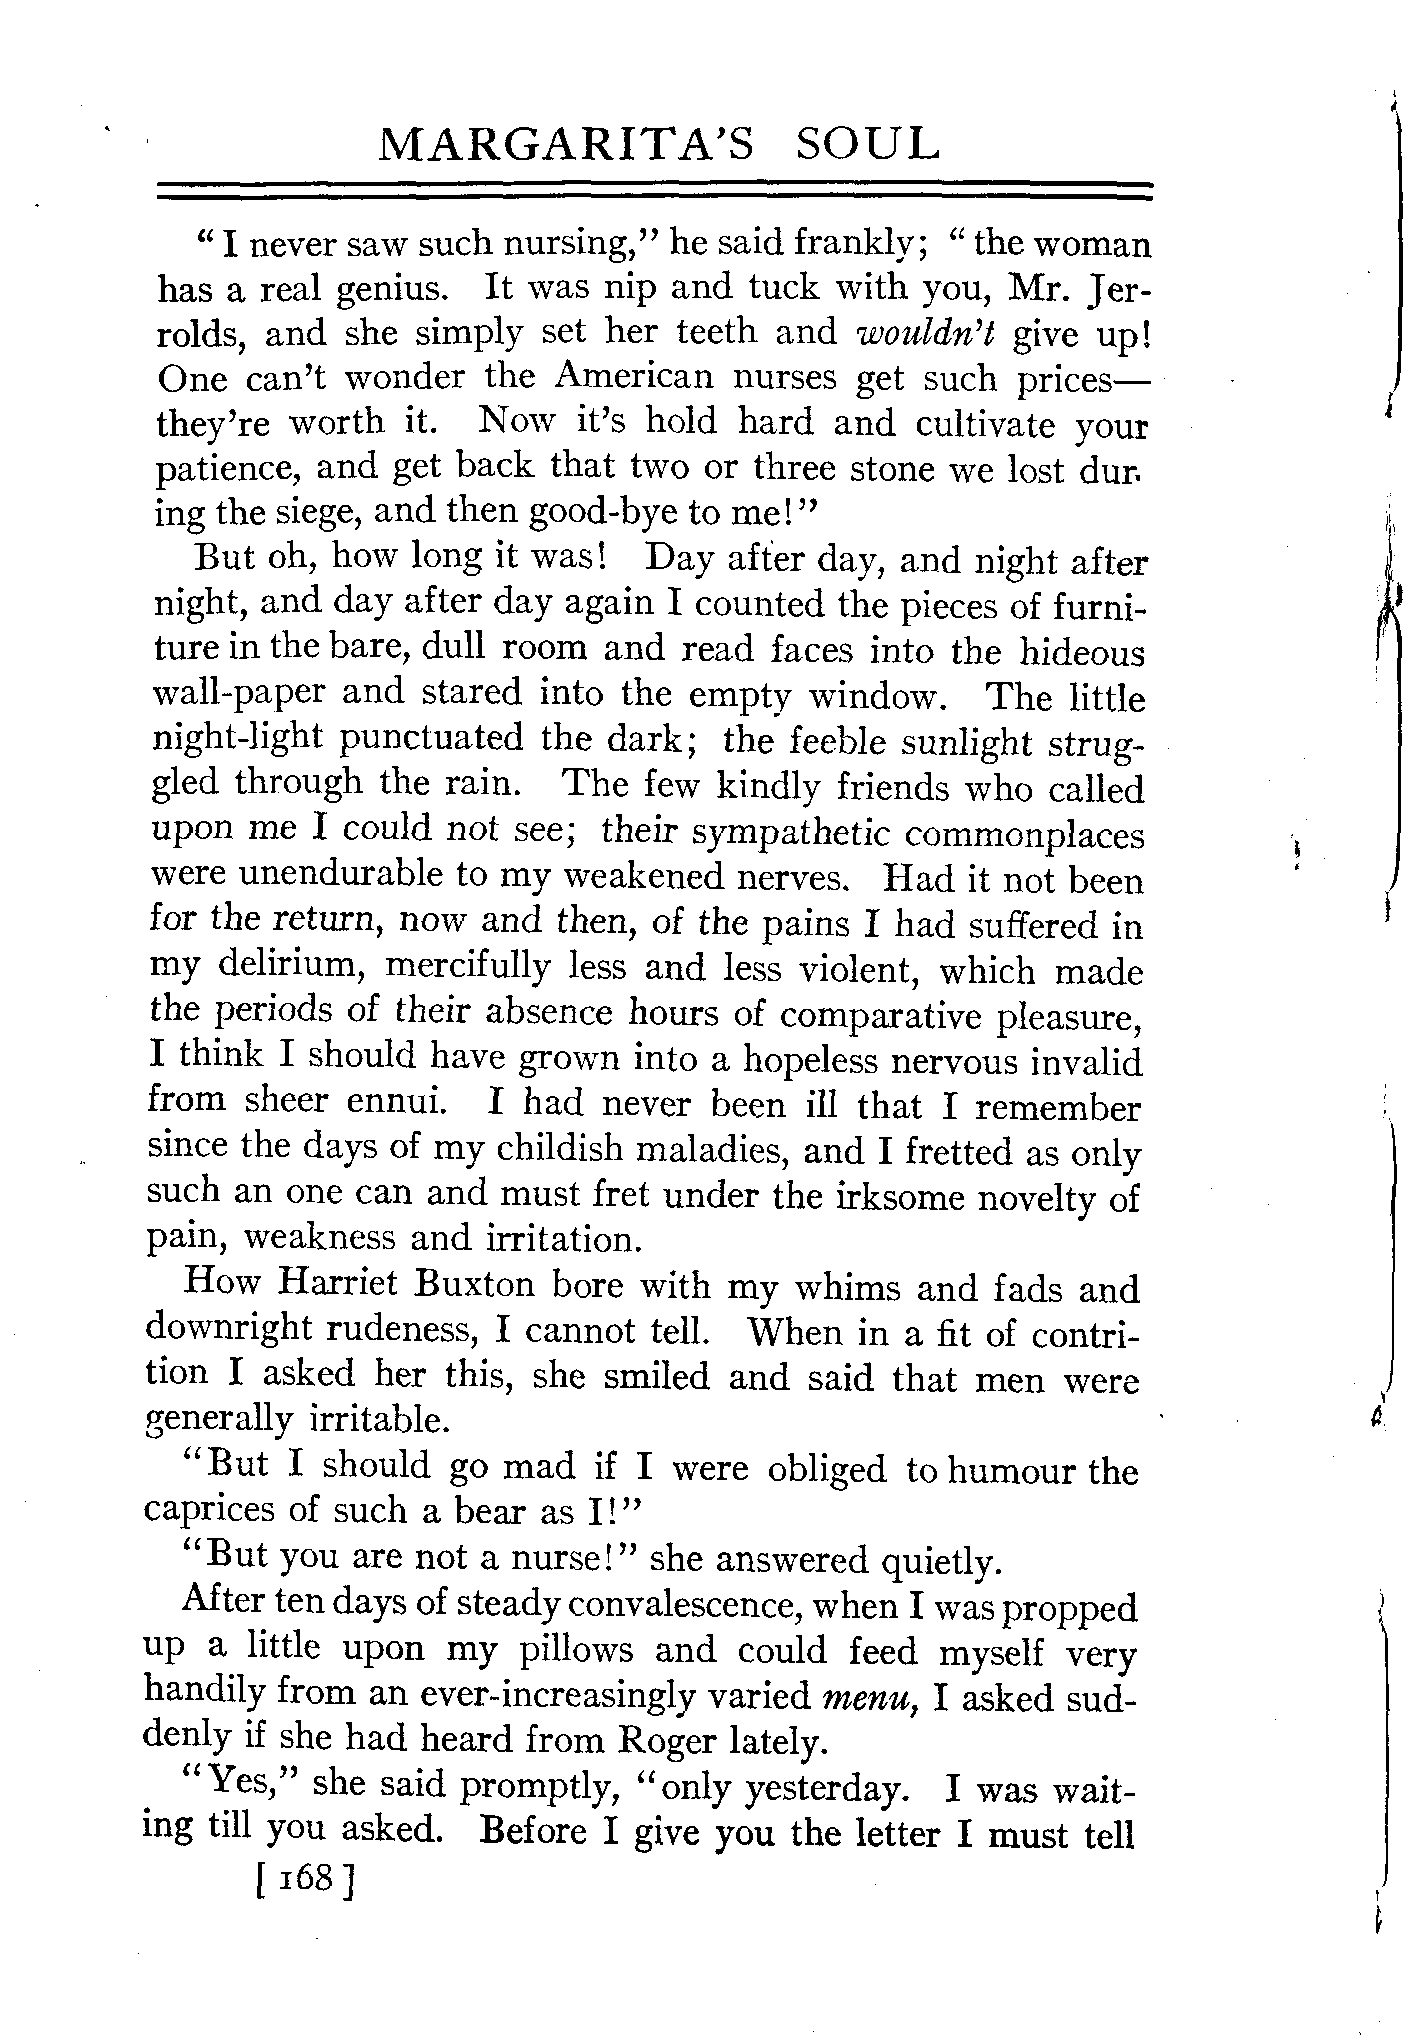 MARGARITA'S SOUL
“I never saw such nursing,” he said frankly; “the woman
has a real genius. It was nip and tuck with you, Mr. Jer-
rolds, and she simply set her teeth and wouldn't give up!
One can't wonder the American nurses get such prices—
they're worth it. Now it's hold hard and cultivate your
patience, and get back that two or three stone we lost dur-
ing the siege, and then good-bye to me!”
But oh, how long it was! Day after day, and night after
night, and day after day again I counted the pieces of furni-
ture in the bare, dull room and read faces into the hideous
wall-paper and stared into the empty window. The little
night-light punctuated the dark; the feeble sunlight strug-
gled through the rain. The few kindly friends who called
upon me I could not see; their sympathetic commonplaces
were unendurable to my weakened nerves. Had it not been
for the return, now and then, of the pains I had suffered in
my delirium, mercifully less and less violent, which made
the periods of their absence hours of comparative pleasure,
I think I should have grown into a hopeless nervous invalid
from sheer ennui. I had never been ill that I remember
since the days of my childish maladies, and I fretted as only
such an one can and must fret under the irksome novelty of
pain, weakness and irritation.
How Harriet Buxton bore with my whims and fads and
downright rudeness, I cannot tell. When in a fit of contri-
tion I asked her this, she smiled and said that men were
generally irritable.
“But I should go mad if I were obliged to humour the
caprices of such a bear as I!”
“But you are not a nurse!” she answered quietly.
After ten days of steady convalescence, when I was propped
up a little upon my pillows and could feed myself very
handily from an ever-increasingly varied menu, I asked sud-
denly if she had heard from Roger lately.
“Yes,” she said promptly, “only yesterday. I was wait-
ing till you asked. Before I give you the letter I must tell
[ 168 ]